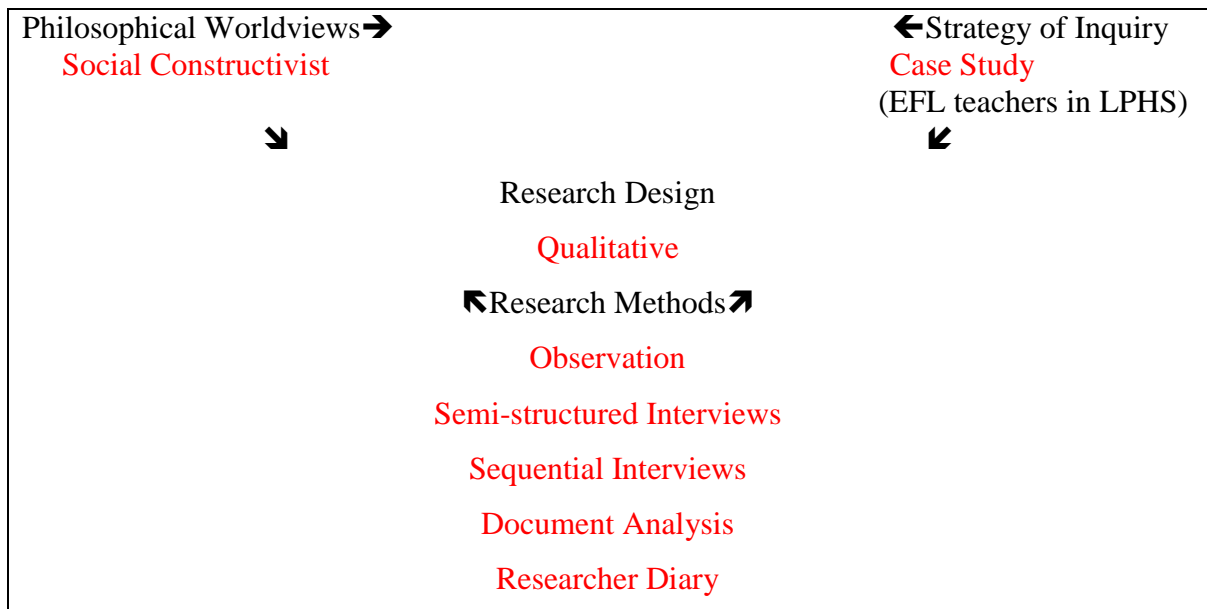 Philosophical Worldviews➔ ←Strategy of Inquiry
Social Constructivist Case Study
(EFL teachers in LPHS)
Research Design
Qualitative
↖Research Methods↗
Observation
Semi-structured Interviews
Sequential Interviews
Document Analysis
Researcher Diary